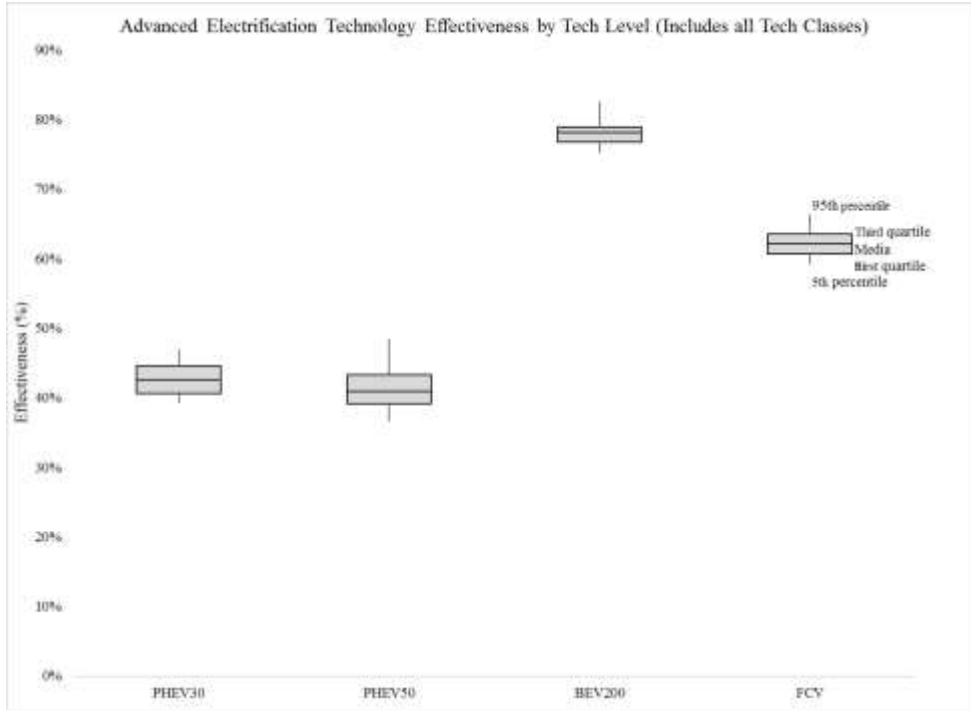 Advanced Electrification Technology Effectiveness by Tech Level (Includes all Tech Classes)
90%
80%
70%
60%
50%
40%
30%
20%
10%
0%
Effectiveness (%)
95th percentile
Third quartile
Media
First quartile
5th percentile
PHEV30
PHEV50
BEV200
FCV